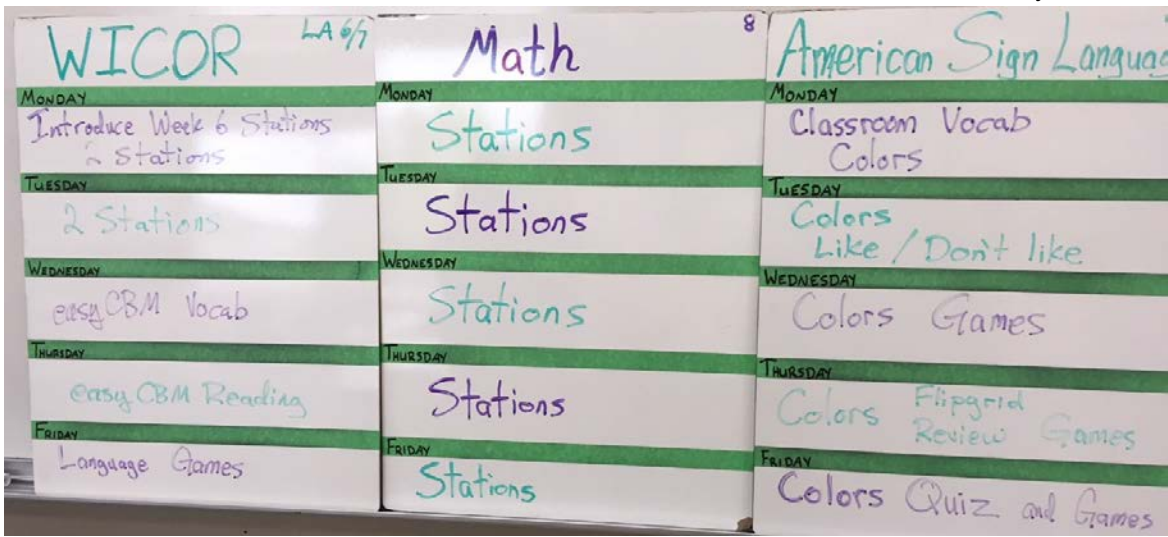 WICOR LA 6/7
MONDAY
Introduce Week 6 Stations
2 Stations
TUESDAY
2 Stations
WEDNESDAY
easyCBM Vocab
THURSDAY
easy CBM Reading
FRIDAY
Language Games
Math 8
MONDAY
Stations
TUESDAY
Stations
WEDNESDAY
Stations
THURSDAY
Stations
FRIDAY
Stations
American Sign Languag
MONDAY
Classroom Vocab
Colors
TUESDAY
Colors
Like / Don't like
WEDNESDAY
Colors Games
THURSDAY
Colors Flipgrid
Review Games
FRIDAY
Colors Quiz and Games